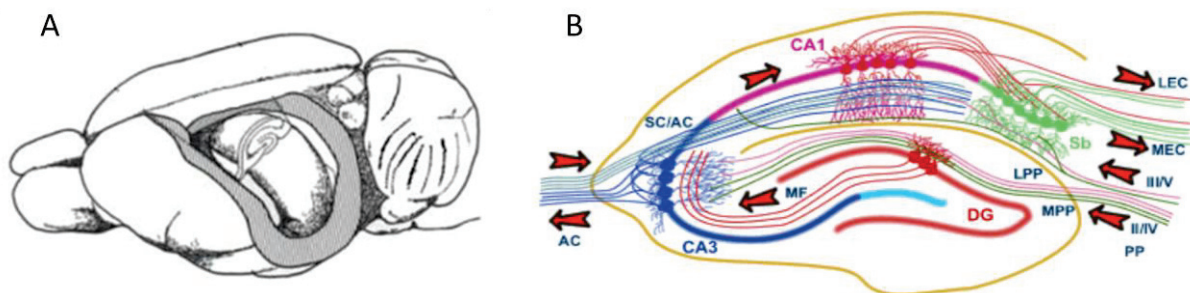 A
B
CA1
LEC
SC/AC
Sb
MEC
LPP
III/V
MF
DG
MPP
II/IV
AC
CA3
PP